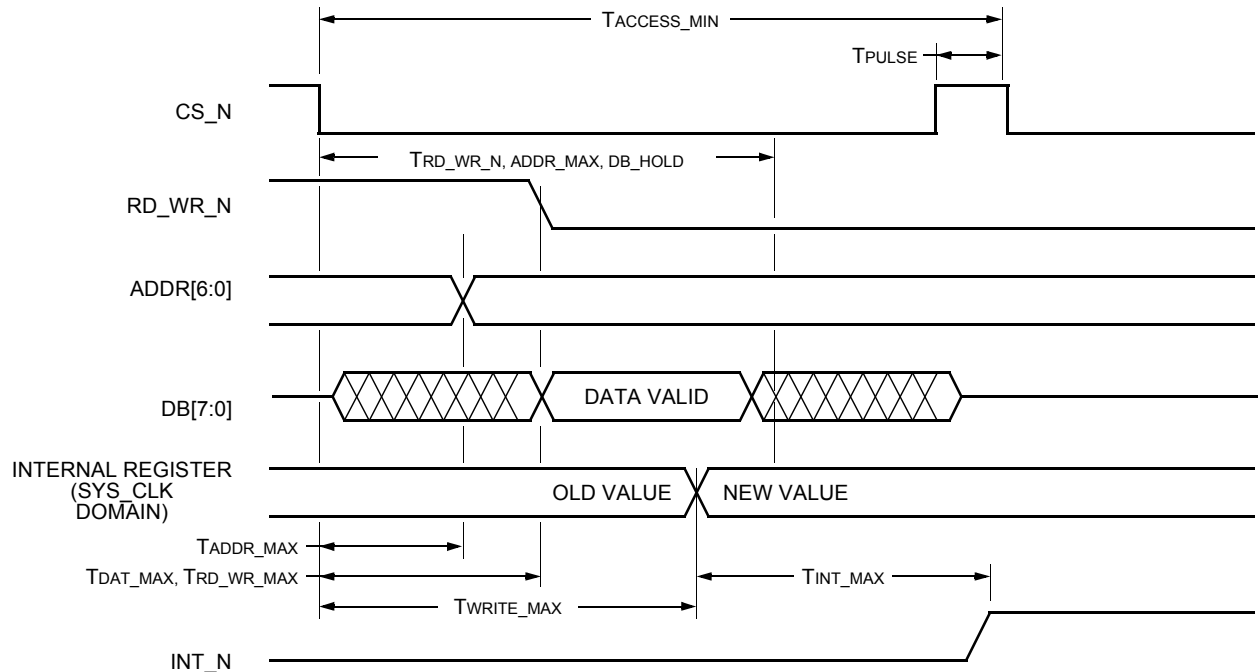 TACCESS_MIN
TPULSE
CS_N
TRD_WR_N, ADDR_MAX, DB_HOLD
RD_WR_N
ADDR[6:0]
DATA VALID
DB[7:0]
INTERNAL REGISTER
(SYS_CLK
DOMAIN)
OLD VALUE
NEW VALUE
TADDR_MAX
TDAT_MAX, TRD_WR_MAX
TINT_MAX
TWRITE_MAX
INT_N